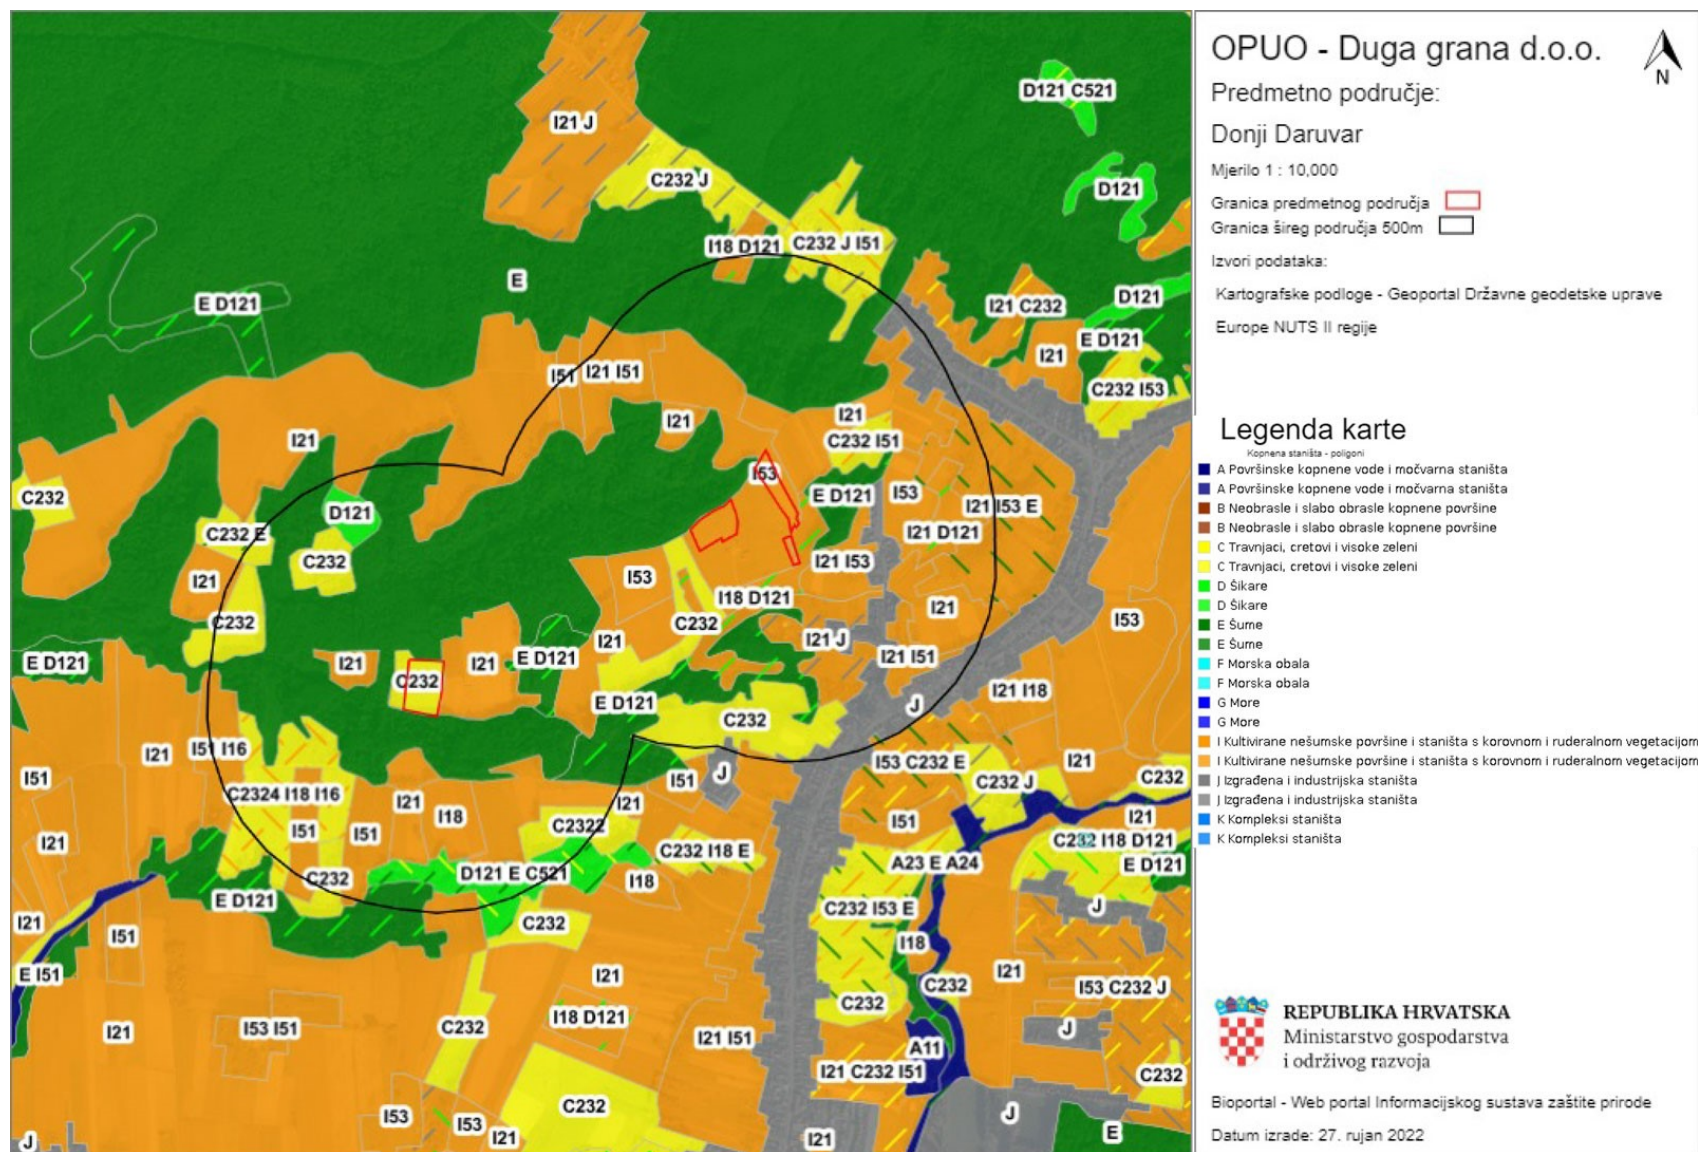 OPUO - Duga grana d.o.o.
N
Predmetno područje:
Donji Daruvar
Mjerilo 1 : 10,000
Granica predmetnog područja
Granica šireg područja 500m
Izvori podataka:
Kartografske podloge - Geoportal Državne geodetske uprave
Europe NUTS II regije
Legenda karte
Kopnena staništa - poligoni
A Površinske kopnene vode i močvarna staništa
A Površinske kopnene vode i močvarna staništa
B Neobrasle i slabo obrasle kopnene površine
B Neobrasle i slabo obrasle kopnene površine
C Travnjaci, cretovi i visoke zeleni
C Travnjaci, cretovi i visoke zeleni
D Šikare
D Šikare
E Šume
E Šume
F Morska obala
F Morska obala
G More
G More
I Kultivirane nešumske površine i staništa s korovnom i ruderalnom vegetacijom
I Kultivirane nešumske površine i staništa s korovnom i ruderalnom vegetacijom
J Izgrađena i industrijska staništa
J Izgrađena i industrijska staništa
K Kompleksi staništa
K Kompleksi staništa
REPUBLIKA HRVATSKA
Ministarstvo gospodarstva
i održivog razvoja
Bioportal - Web portal Informacijskog sustava zaštite prirode
Datum izrade: 27. rujan 2022
D121 C521
I21 J
C232 J
D121
I18 D121
C232 J I51
E
E D121
D121
I21 C232
E D121
I21
I51
I21 I51
C232 I53
I21
I21
C232 I51
I21
I53
C232
E D121
I53
D121
I21 I53 E
C232 E
I21 D121
C232
I21 I53
I21
I53
I18 D121
I21
C232
C232
I53
I21
I21 J
E D121
I21
I21
E D121
I21 I51
C232
I21 I18
E D121
J
C232
I51 I16
I21
I53 C232 E
I21
J
I51
I51
C232 J
C232
C2324 I18 I16
I21
I21
I18
I21
C2322
I51
I51
I51
I21
C232 I18 D121
C232 I18 E
A23 E A24
E D121
D121 E C521
C232
I18
E D121
J
C232 I53 E
I21
C232
I51
I18
E I51
I21
I21
C232
I53 C232 J
C232
I18 D121
C232
I53 I51
J
I21
I21 I51
A11
I21 C232 I51
C232
C232
J
I53
I53
I21
I21
E
J